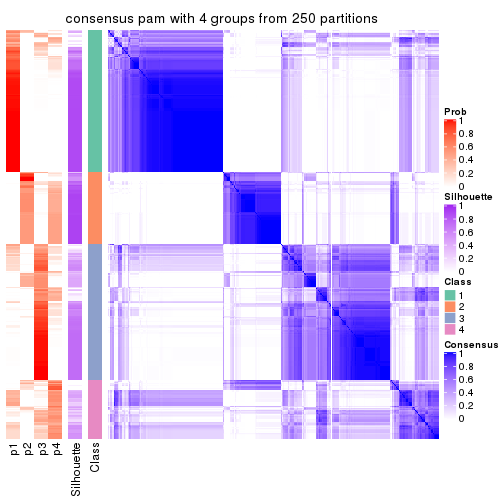 consensus pam with 4 groups from 250 partitions
Prob
1
0.8
0.6
0.4
0.2
0
Silhouette
1
0.8
0.6
0.4
0.2
0
Class
1
2
3
4
Consensus
1
0.8
0.6
0.4
0.2
0
p1
p2
p3
p4
Silhouette
Class